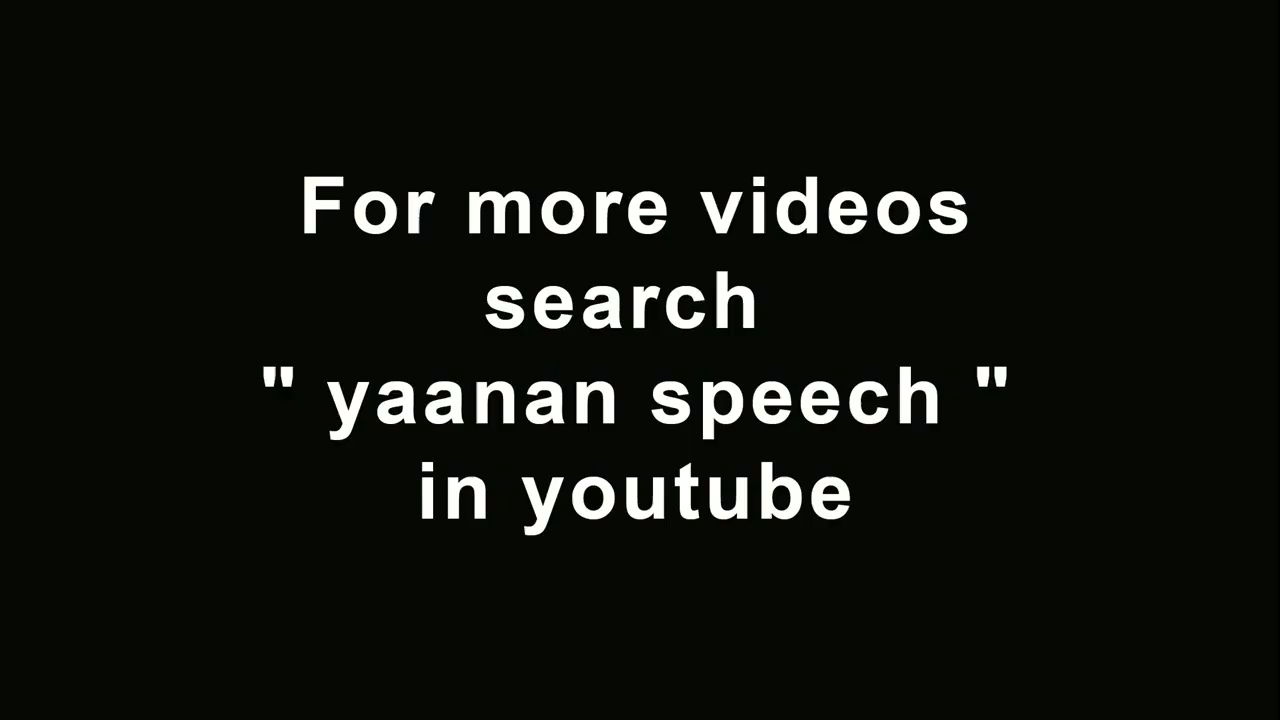 For more videos
search
" yaanan speech "
in youtube